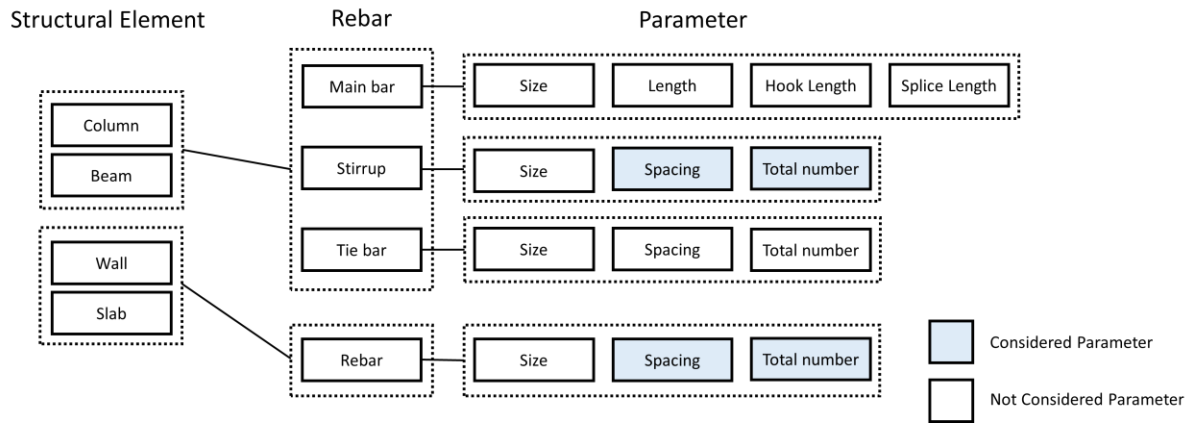 Structural Element
Rebar
Parameter
Main bar
Size
Length
Hook Length
Splice Length
Column
Beam
Stirrup
Size
Spacing
Total number
Tie bar
Size
Spacing
Total number
Wall
Slab
Rebar
Size
Spacing
Total number
Considered Parameter
Not Considered Parameter